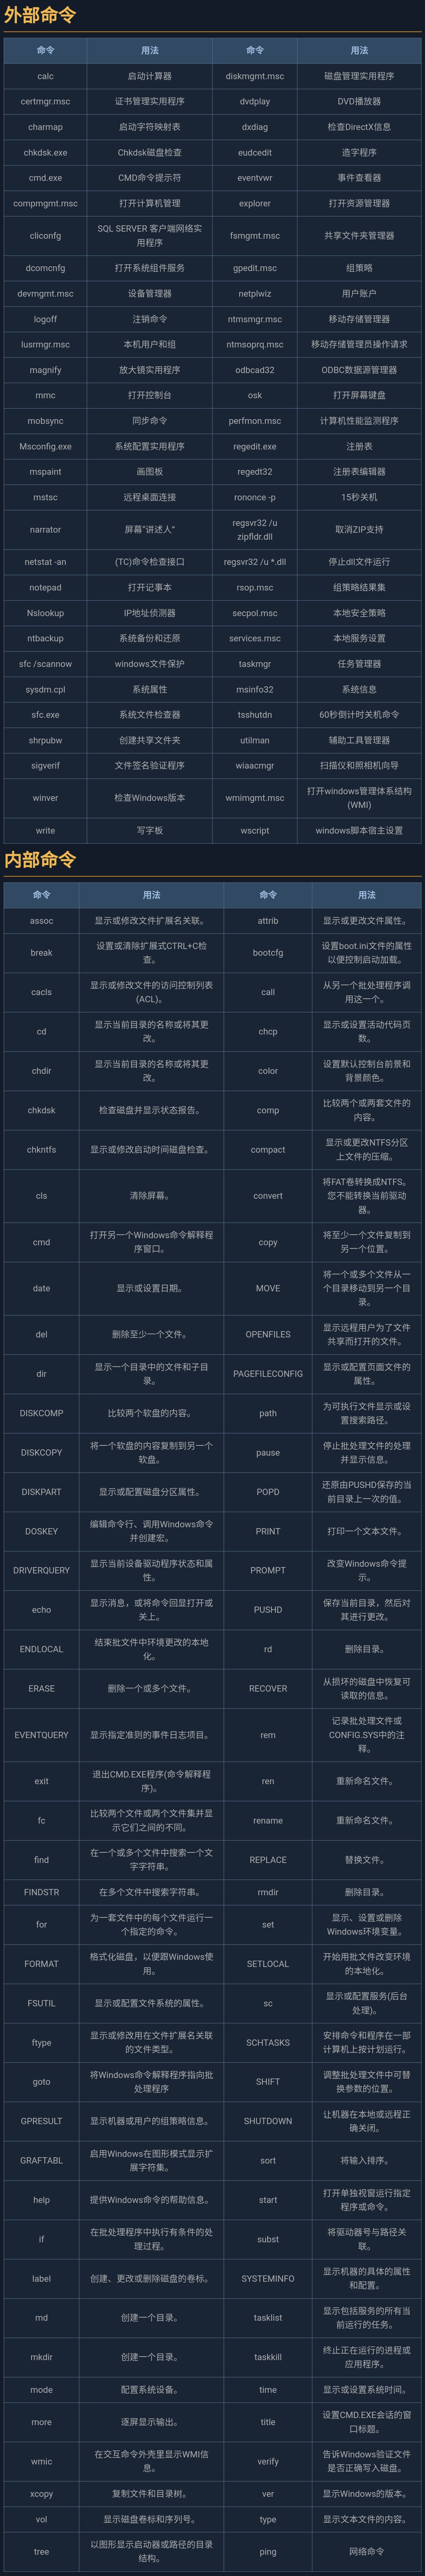 外部命令
命令 用法 命令 用法
calc 启动计算器 diskmgmt.msc 磁盘管理实用程序
certmgr.msc 证书管理实用程序 dvdplay DVD播放器
charmap 启动字符映射表 dxdiag 检查DirectX信息
chkdsk.exe Chkdsk磁盘检查 eudcedit 造字程序
cmd.exe CMD命令提示符 eventvwr 事件查看器
compmgmt.msc 打开计算机管理 explorer 打开资源管理器
cliconfg SQL SERVER 客户端网络实
用程序 fsmgmt.msc 共享文件夹管理器
dcomcnfg 打开系统组件服务 gpedit.msc 组策略
devmgmt.msc 设备管理器 netplwiz 用户账户
logoff 注销命令 ntmsmgr.msc 移动存储管理器
lusrmgr.msc 本机用户和组 ntmsoprq.msc 移动存储管理员操作请求
magnify 放大镜实用程序 odbcad32 ODBC数据源管理器
mmc 打开控制台 osk 打开屏幕键盘
mobsync 同步命令 perfmon.msc 计算机性能监测程序
Msconfig.exe 系统配置实用程序 regedit.exe 注册表
mspaint 画图板 regedt32 注册表编辑器
mstsc 远程桌面连接 rononce -p 15秒关机
narrator 屏幕“讲述人” regsvr32 /u
zipfldr.dll 取消ZIP支持
netstat -an (TC)命令检查接口 regsvr32 /u *.dll 停止dll文件运行
notepad 打开记事本 rsop.msc 组策略结果集
Nslookup IP地址侦测器 secpol.msc 本地安全策略
ntbackup 系统备份和还原 services.msc 本地服务设置
sfc /scannow windows文件保护 taskmgr 任务管理器
sysdm.cpl 系统属性 msinfo32 系统信息
sfc.exe 系统文件检查器 tsshutdn 60秒倒计时关机命令
shrpubw 创建共享文件夹 utilman 辅助工具管理器
sigverif 文件签名验证程序 wiaacmgr 扫描仪和照相机向导
winver 检查Windows版本 wmimgmt.msc 打开windows管理体系结构
(WMI)
write 写字板 wscript windows脚本宿主设置
内部命令
命令 用法 命令 用法
assoc 显示或修改文件扩展名关联。 attrib 显示或更改文件属性。
break 设置或清除扩展式CTRL+C检
查。 bootcfg 设置boot.ini文件的属性
以便控制启动加载。
cacls 显示或修改文件的访问控制列表
(ACL)。 call 从另一个批处理程序调
用这一个。
cd 显示当前目录的名称或将其更
改。 chcp 显示或设置活动代码页
数。
chdir 显示当前目录的名称或将其更
改。 color 设置默认控制台前景和
背景颜色。
chkdsk 检查磁盘并显示状态报告。 comp 比较两个或两套文件的
内容。
chkntfs 显示或修改启动时间磁盘检查。 compact 显示或更改NTFS分区
上文件的压缩。
cls 清除屏幕。 convert 将FAT卷转换成NTFS。
您不能转换当前驱动
器。
cmd 打开另一个Windows命令解释程
序窗口。 copy 将至少一个文件复制到
另一个位置。
date 显示或设置日期。 MOVE 将一个或多个文件从一
个目录移动到另一个目
录。
del 删除至少一个文件。 OPENFILES 显示远程用户为了文件
共享而打开的文件。
dir 显示一个目录中的文件和子目
录。 PAGEFILECONFIG 显示或配置页面文件的
属性。
DISKCOMP 比较两个软盘的内容。 path 为可执行文件显示或设
置搜索路径。
DISKCOPY 将一个软盘的内容复制到另一个
软盘。 pause 停止批处理文件的处理
并显示信息。
DISKPART 显示或配置磁盘分区属性。 POPD 还原由PUSHD保存的当
前目录上一次的值。
DOSKEY 编辑命令行、调用Windows命令
并创建宏。 PRINT 打印一个文本文件。
DRIVERQUERY 显示当前设备驱动程序状态和属
性。 PROMPT 改变Windows命令提
示。
echo 显示消息，或将命令回显打开或
关上。 PUSHD 保存当前目录，然后对
其进行更改。
ENDLOCAL 结束批文件中环境更改的本地
化。 rd 删除目录。
ERASE 删除一个或多个文件。 RECOVER 从损坏的磁盘中恢复可
读取的信息。
EVENTQUERY 显示指定准则的事件日志项目。 rem 记录批处理文件或
CONFIG.SYS中的注
释。
exit 退出CMD.EXE程序(命令解释程
序)。 ren 重新命名文件。
fc 比较两个文件或两个文件集并显
示它们之间的不同。 rename 重新命名文件。
find 在一个或多个文件中搜索一个文
字字符串。 REPLACE 替换文件。
FINDSTR 在多个文件中搜索字符串。 rmdir 删除目录。
for 为一套文件中的每个文件运行一
个指定的命令。 set 显示、设置或删除
Windows环境变量。
FORMAT 格式化磁盘，以便跟Windows使
用。 SETLOCAL 开始用批文件改变环境
的本地化。
FSUTIL 显示或配置文件系统的属性。 sc 显示或配置服务(后台
处理)。
ftype 显示或修改用在文件扩展名关联
的文件类型。 SCHTASKS 安排命令和程序在一部
计算机上按计划运行。
goto 将Windows命令解释程序指向批
处理程序 SHIFT 调整批处理文件中可替
换参数的位置。
GPRESULT 显示机器或用户的组策略信息。 SHUTDOWN 让机器在本地或远程正
确关闭。
GRAFTABL 启用Windows在图形模式显示扩
展字符集。 sort 将输入排序。
help 提供Windows命令的帮助信息。 start 打开单独视窗运行指定
程序或命令。
if 在批处理程序中执行有条件的处
理过程。 subst 将驱动器号与路径关
联。
label 创建、更改或删除磁盘的卷标。 SYSTEMINFO 显示机器的具体的属性
和配置。
md 创建一个目录。 tasklist 显示包括服务的所有当
前运行的任务。
mkdir 创建一个目录。 taskkill 终止正在运行的进程或
应用程序。
mode 配置系统设备。 time 显示或设置系统时间。
more 逐屏显示输出。 title 设置CMD.EXE会话的窗
口标题。
wmic 在交互命令外壳里显示WMI信
息。 verify 告诉Windows验证文件
是否正确写入磁盘。
xcopy 复制文件和目录树。 ver 显示Windows的版本。
vol 显示磁盘卷标和序列号。 type 显示文本文件的内容。
tree 以图形显示启动器或路径的目录
结构。 ping 网络命令